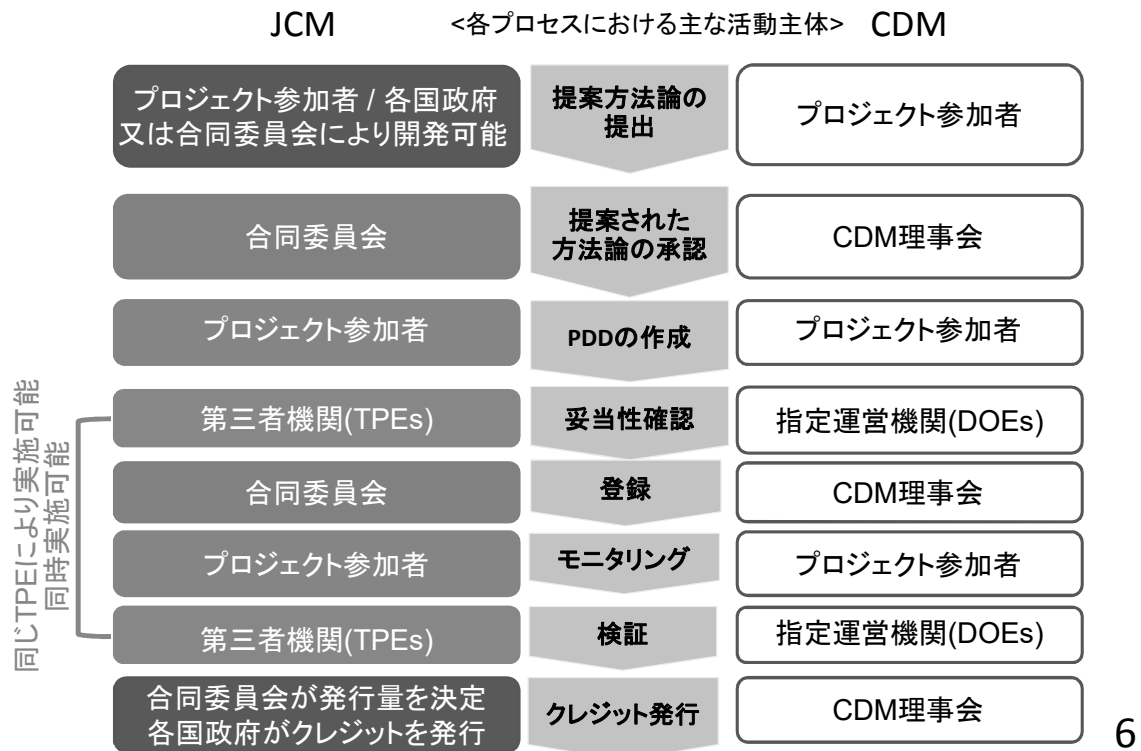 JCM <各プロセスにおける主な活動主体> CDM
プロジェクト参加者 / 各国政府
又は合同委員会により開発可能
提案方法論の
提出
プロジェクト参加者
合同委員会
提案された
方法論の承認
CDM理事会
プロジェクト参加者
PDDの作成
プロジェクト参加者
同じTPEにより実施可能
同時実施可能
第三者機関(TPEs)
妥当性確認
指定運営機関(DOEs)
合同委員会
登録
CDM理事会
プロジェクト参加者
モニタリング
プロジェクト参加者
第三者機関(TPEs)
検証
指定運営機関(DOEs)
合同委員会が発行量を決定
各国政府がクレジットを発行
クレジット発行
CDM理事会
6